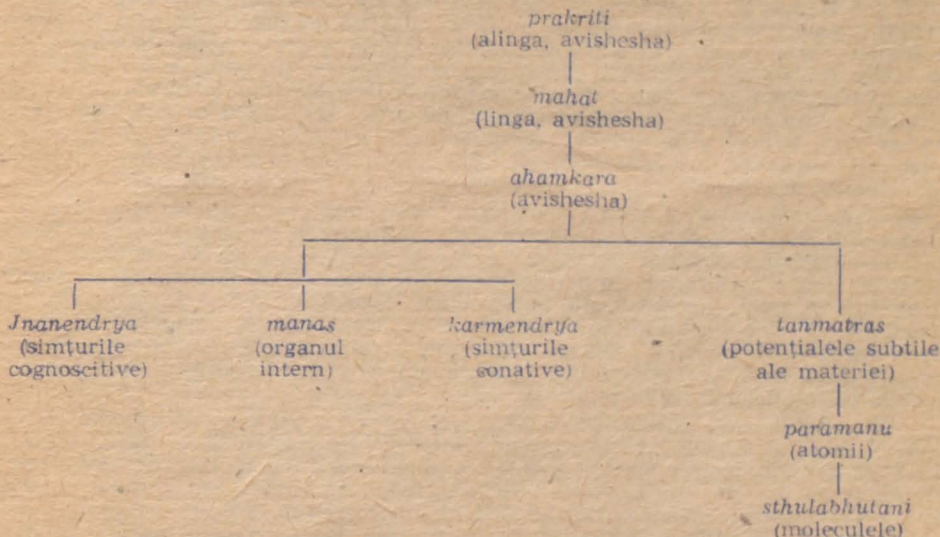 prakriti
(alinga, avishesha)
mahat
(linga, avishesha)
ahamkara
(avishesha)
Jnanendrya
(simțurile
cognoscitive)
manas
(organul
intern)
karmendrya
(simțurile
conative)
tanmatras
(potențialele subtile
ale materiei)
paramanu
(atomii)
sthulabhutani
(moleculele)